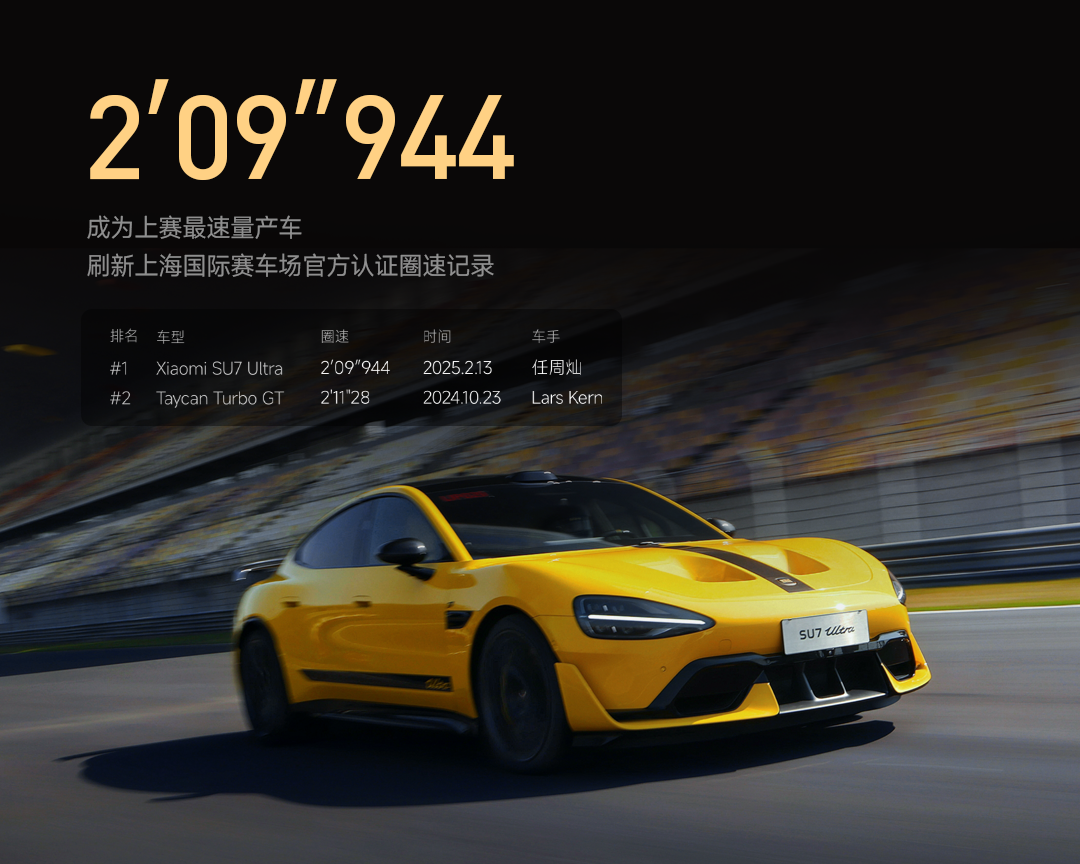 2′09″944
成为上赛最速量产车
刷新上海国际赛车场官方认证圈速记录
排名 车型 圈速 时间 车手
#1 Xiaomi SU7 Ultra 2′09″944 2025.2.13 任周灿
#2 Taycan Turbo GT 2'11"28 2024.10.23 Lars Kern
SU7 Ultra
ultra